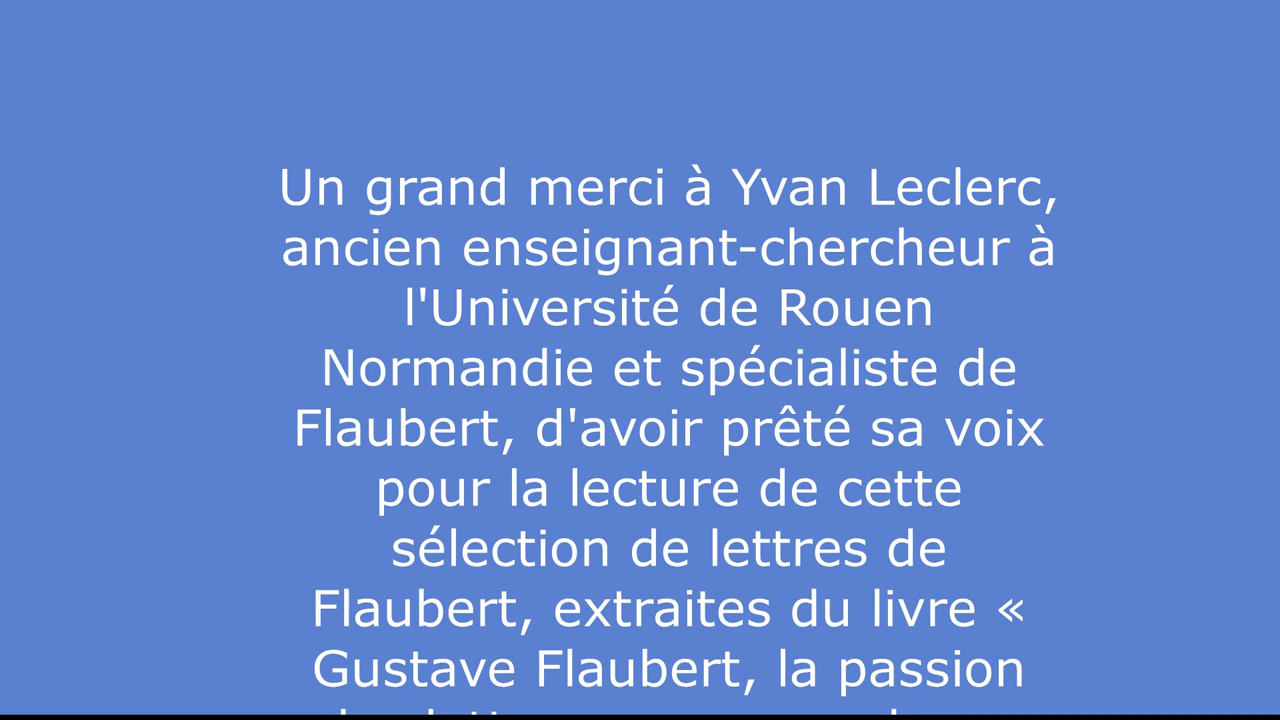 Un grand merci à Yvan Leclerc,
ancien enseignant-chercheur à
l'Université de Rouen
Normandie et spécialiste de
Flaubert, d'avoir prêté sa voix
pour la lecture de cette
sélection de lettres de
Flaubert, extraites du livre «
Gustave Flaubert, la passion